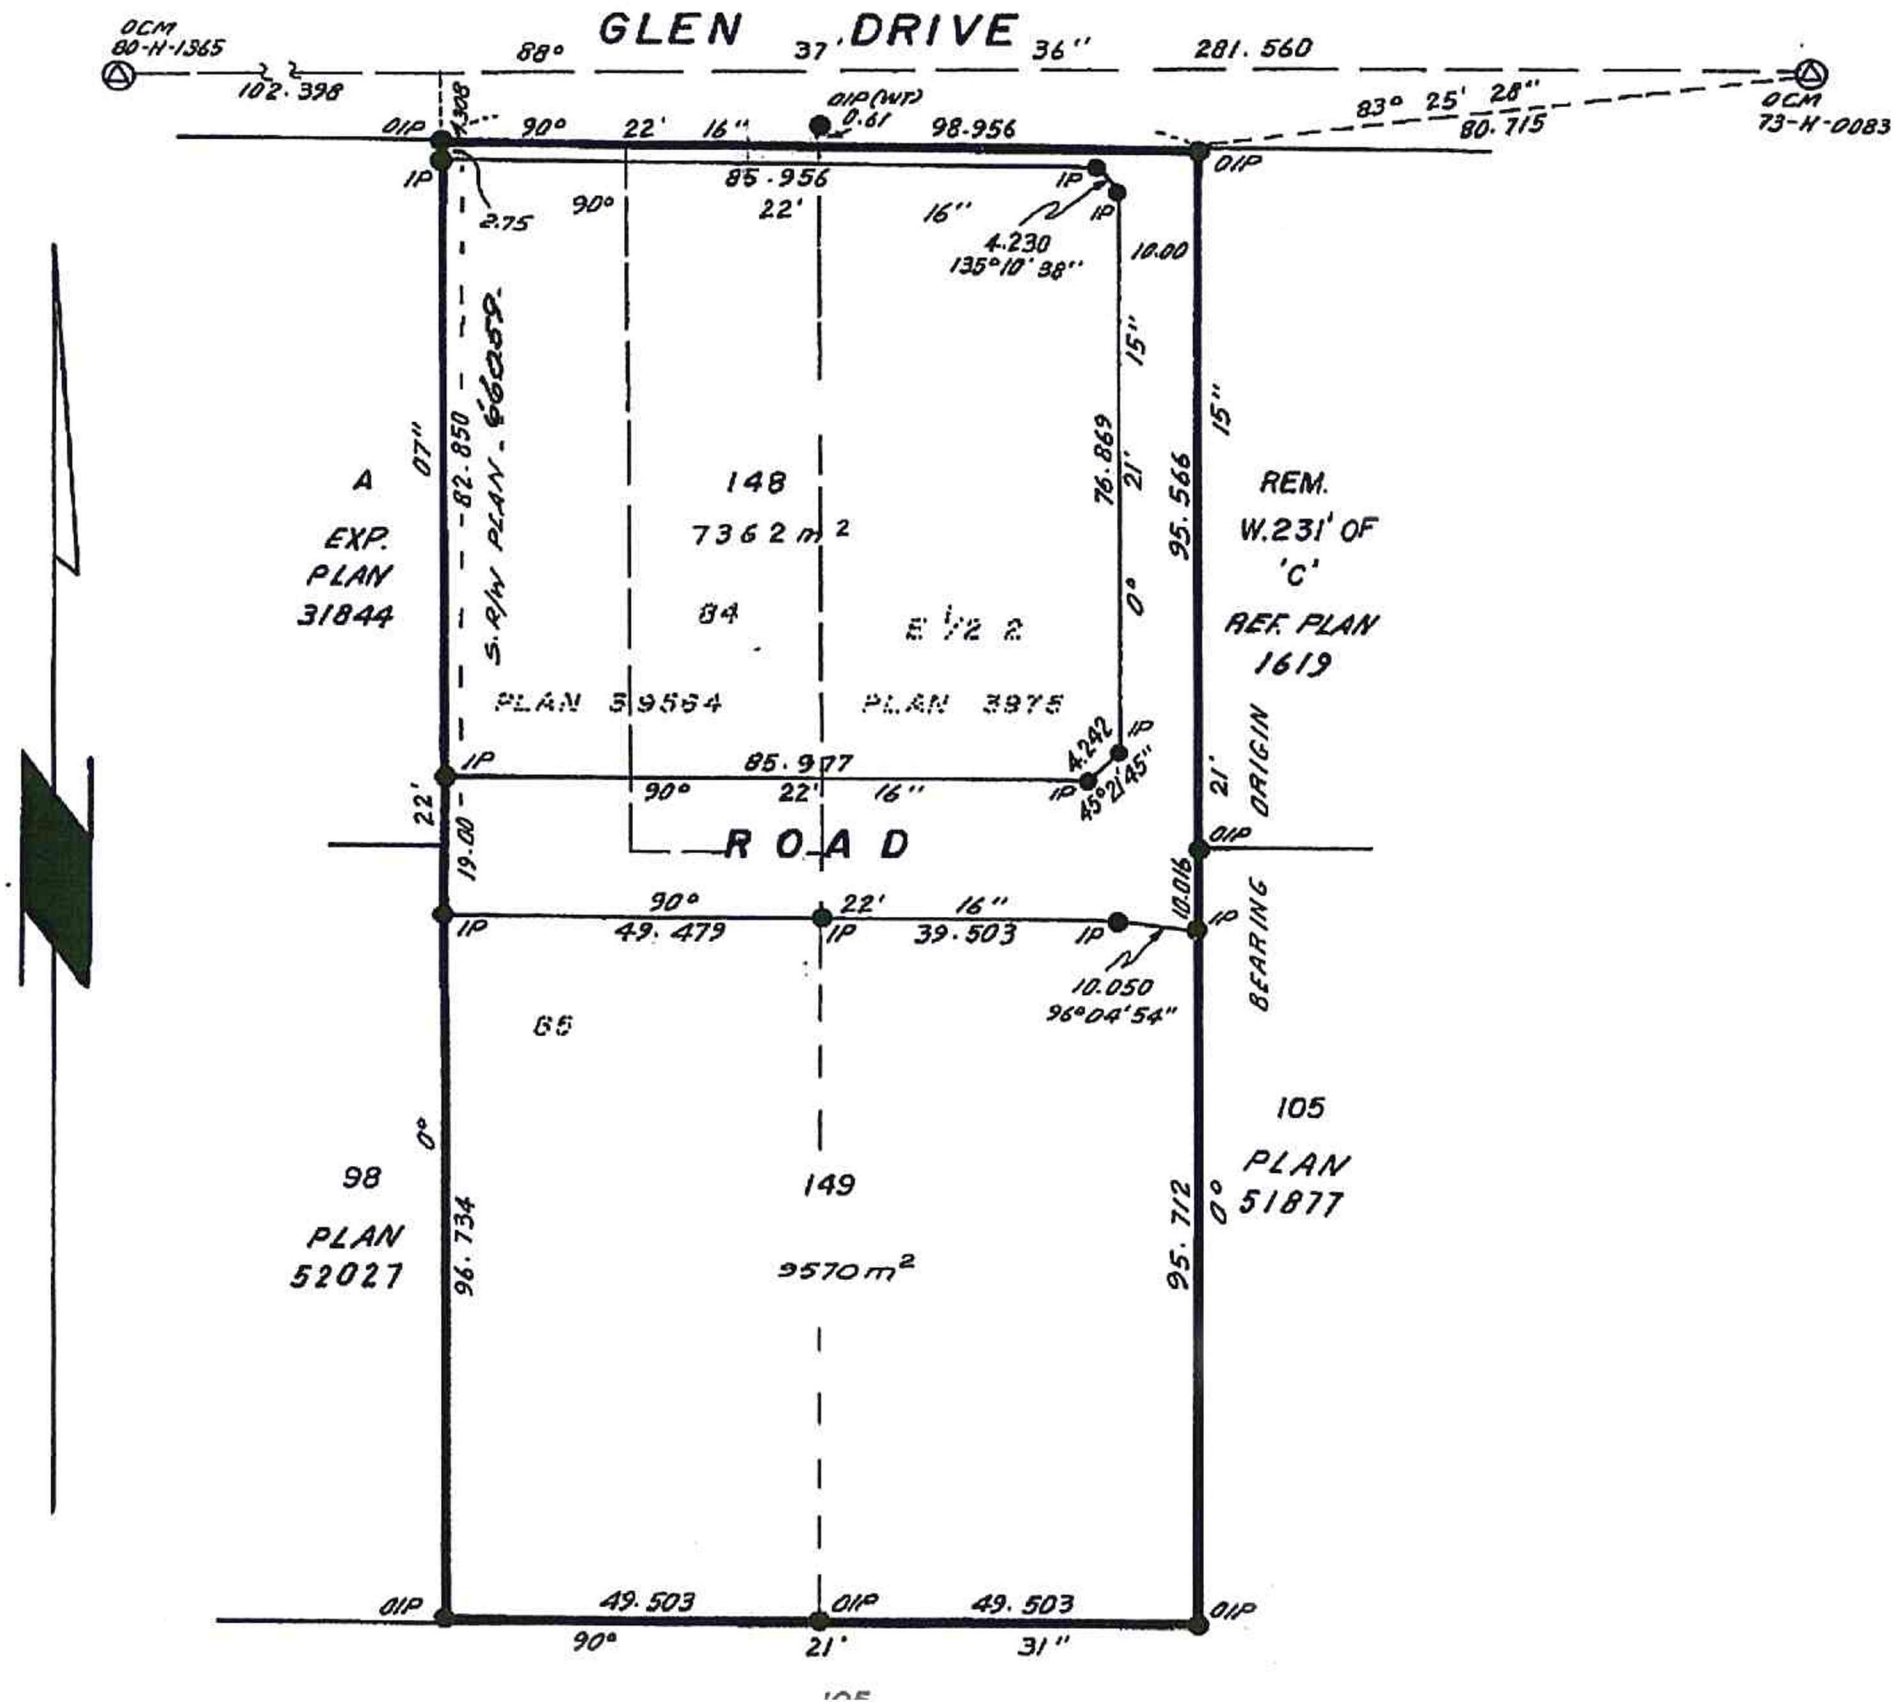 GLEN DRIVE
OCM
80-H-1365
88° 37' 36" 281.560
102.398
OCM
73-H-0083
83° 25' 28"
80.715
OIP (WT)
0.61
OIP
90° 22' 16" 98.956
OIP
IP
85.956
90° 22' 16"
2.75
IP
IP
4.230
135°10'38"
10.00
07"
82.850
S.R/W PLAN
15"
21'
0°
76.869
15"
95.566
A
EXP.
PLAN
31844
148
7362 m²
84
E 1/2 2
PLAN 3975
REM.
W.231' OF
'C'
REF. PLAN
1619
IP
85.977
90° 22' 16"
4.242
45°21'45"
IP
IP
22'
19.00
ROAD
21'
BEARING ORIGIN
OIP
10.016
IP
90° 22' 16"
IP 49.479 IP 39.503 IP
10.050
96°04'54"
65
0°
98
PLAN
52027
96.734
149
9570 m²
95.712
0°
105
PLAN
51877
OIP 49.503 OIP 49.503 OIP
90° 21' 31"